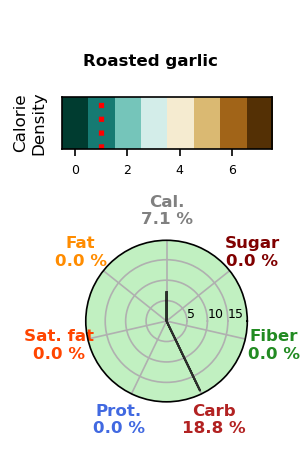 Roasted garlic
Calorie
Density
0 2 4 6
Cal.
7.1 %
Fat
0.0 %
Sugar
0.0 %
5 10 15
Sat. fat
0.0 %
Fiber
0.0 %
Prot.
0.0 %
Carb
18.8 %